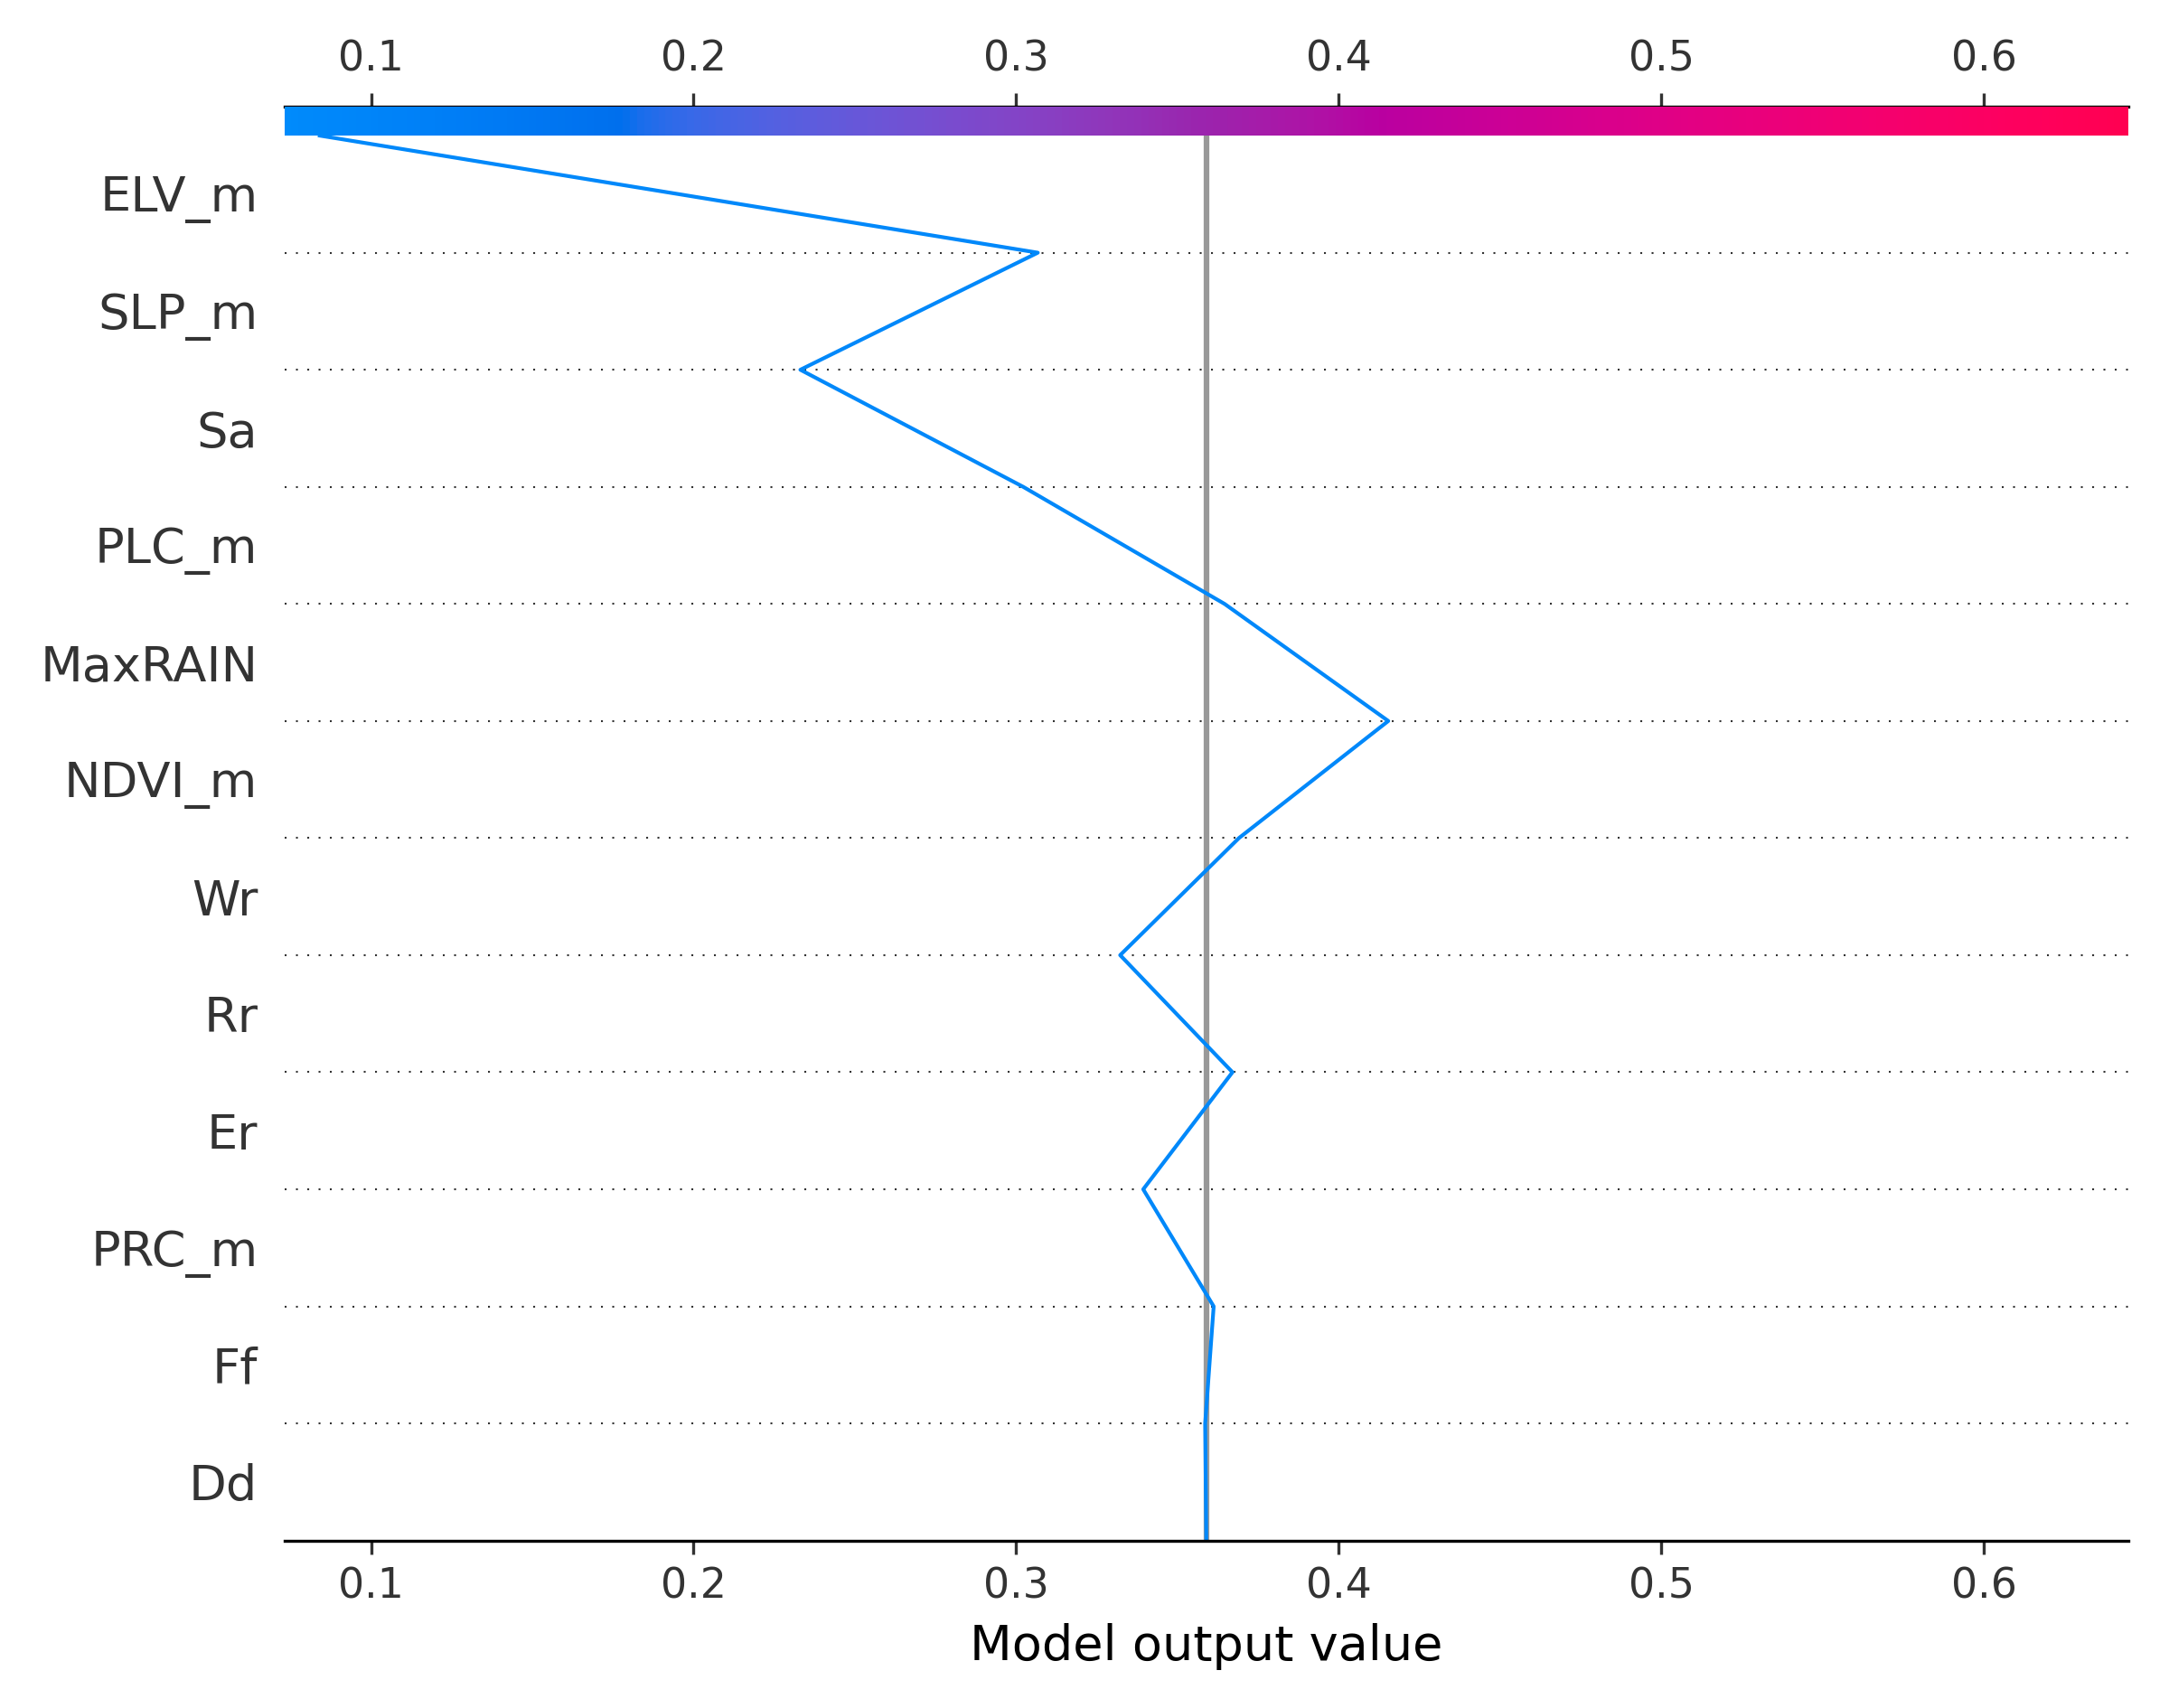 0.1 0.2 0.3 0.4 0.5 0.6
ELV_m
SLP_m
Sa
PLC_m
MaxRAIN
NDVI_m
Wr
Rr
Er
PRC_m
Ff
Dd
0.1 0.2 0.3 0.4 0.5 0.6
Model output value